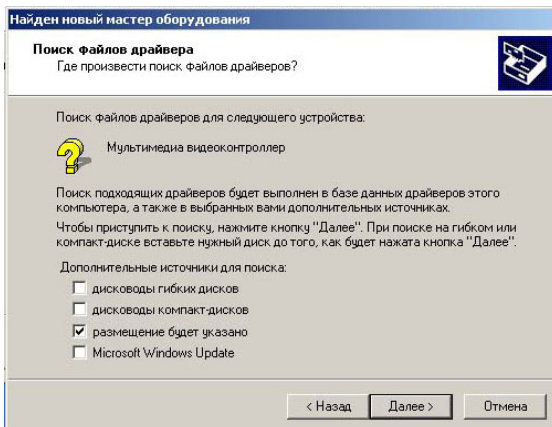 Найден новый мастер оборудования
Поиск файлов драйвера
Где произвести поиск файлов драйверов?
Поиск файлов драйверов для следующего устройства:
Мультимедиа видеоконтроллер
Поиск подходящих драйверов будет выполнен в базе данных драйверов этого
компьютера, а также в выбранных вами дополнительных источниках.
Чтобы приступить к поиску, нажмите кнопку "Далее". При поиске на гибком или
компакт-диске вставьте нужный диск до того, как будет нажата кнопка "Далее".
Дополнительные источники для поиска:
дисководы гибких дисков
дисководы компакт-дисков
размещение будет указано
Microsoft Windows Update
< Назад Далее > Отмена